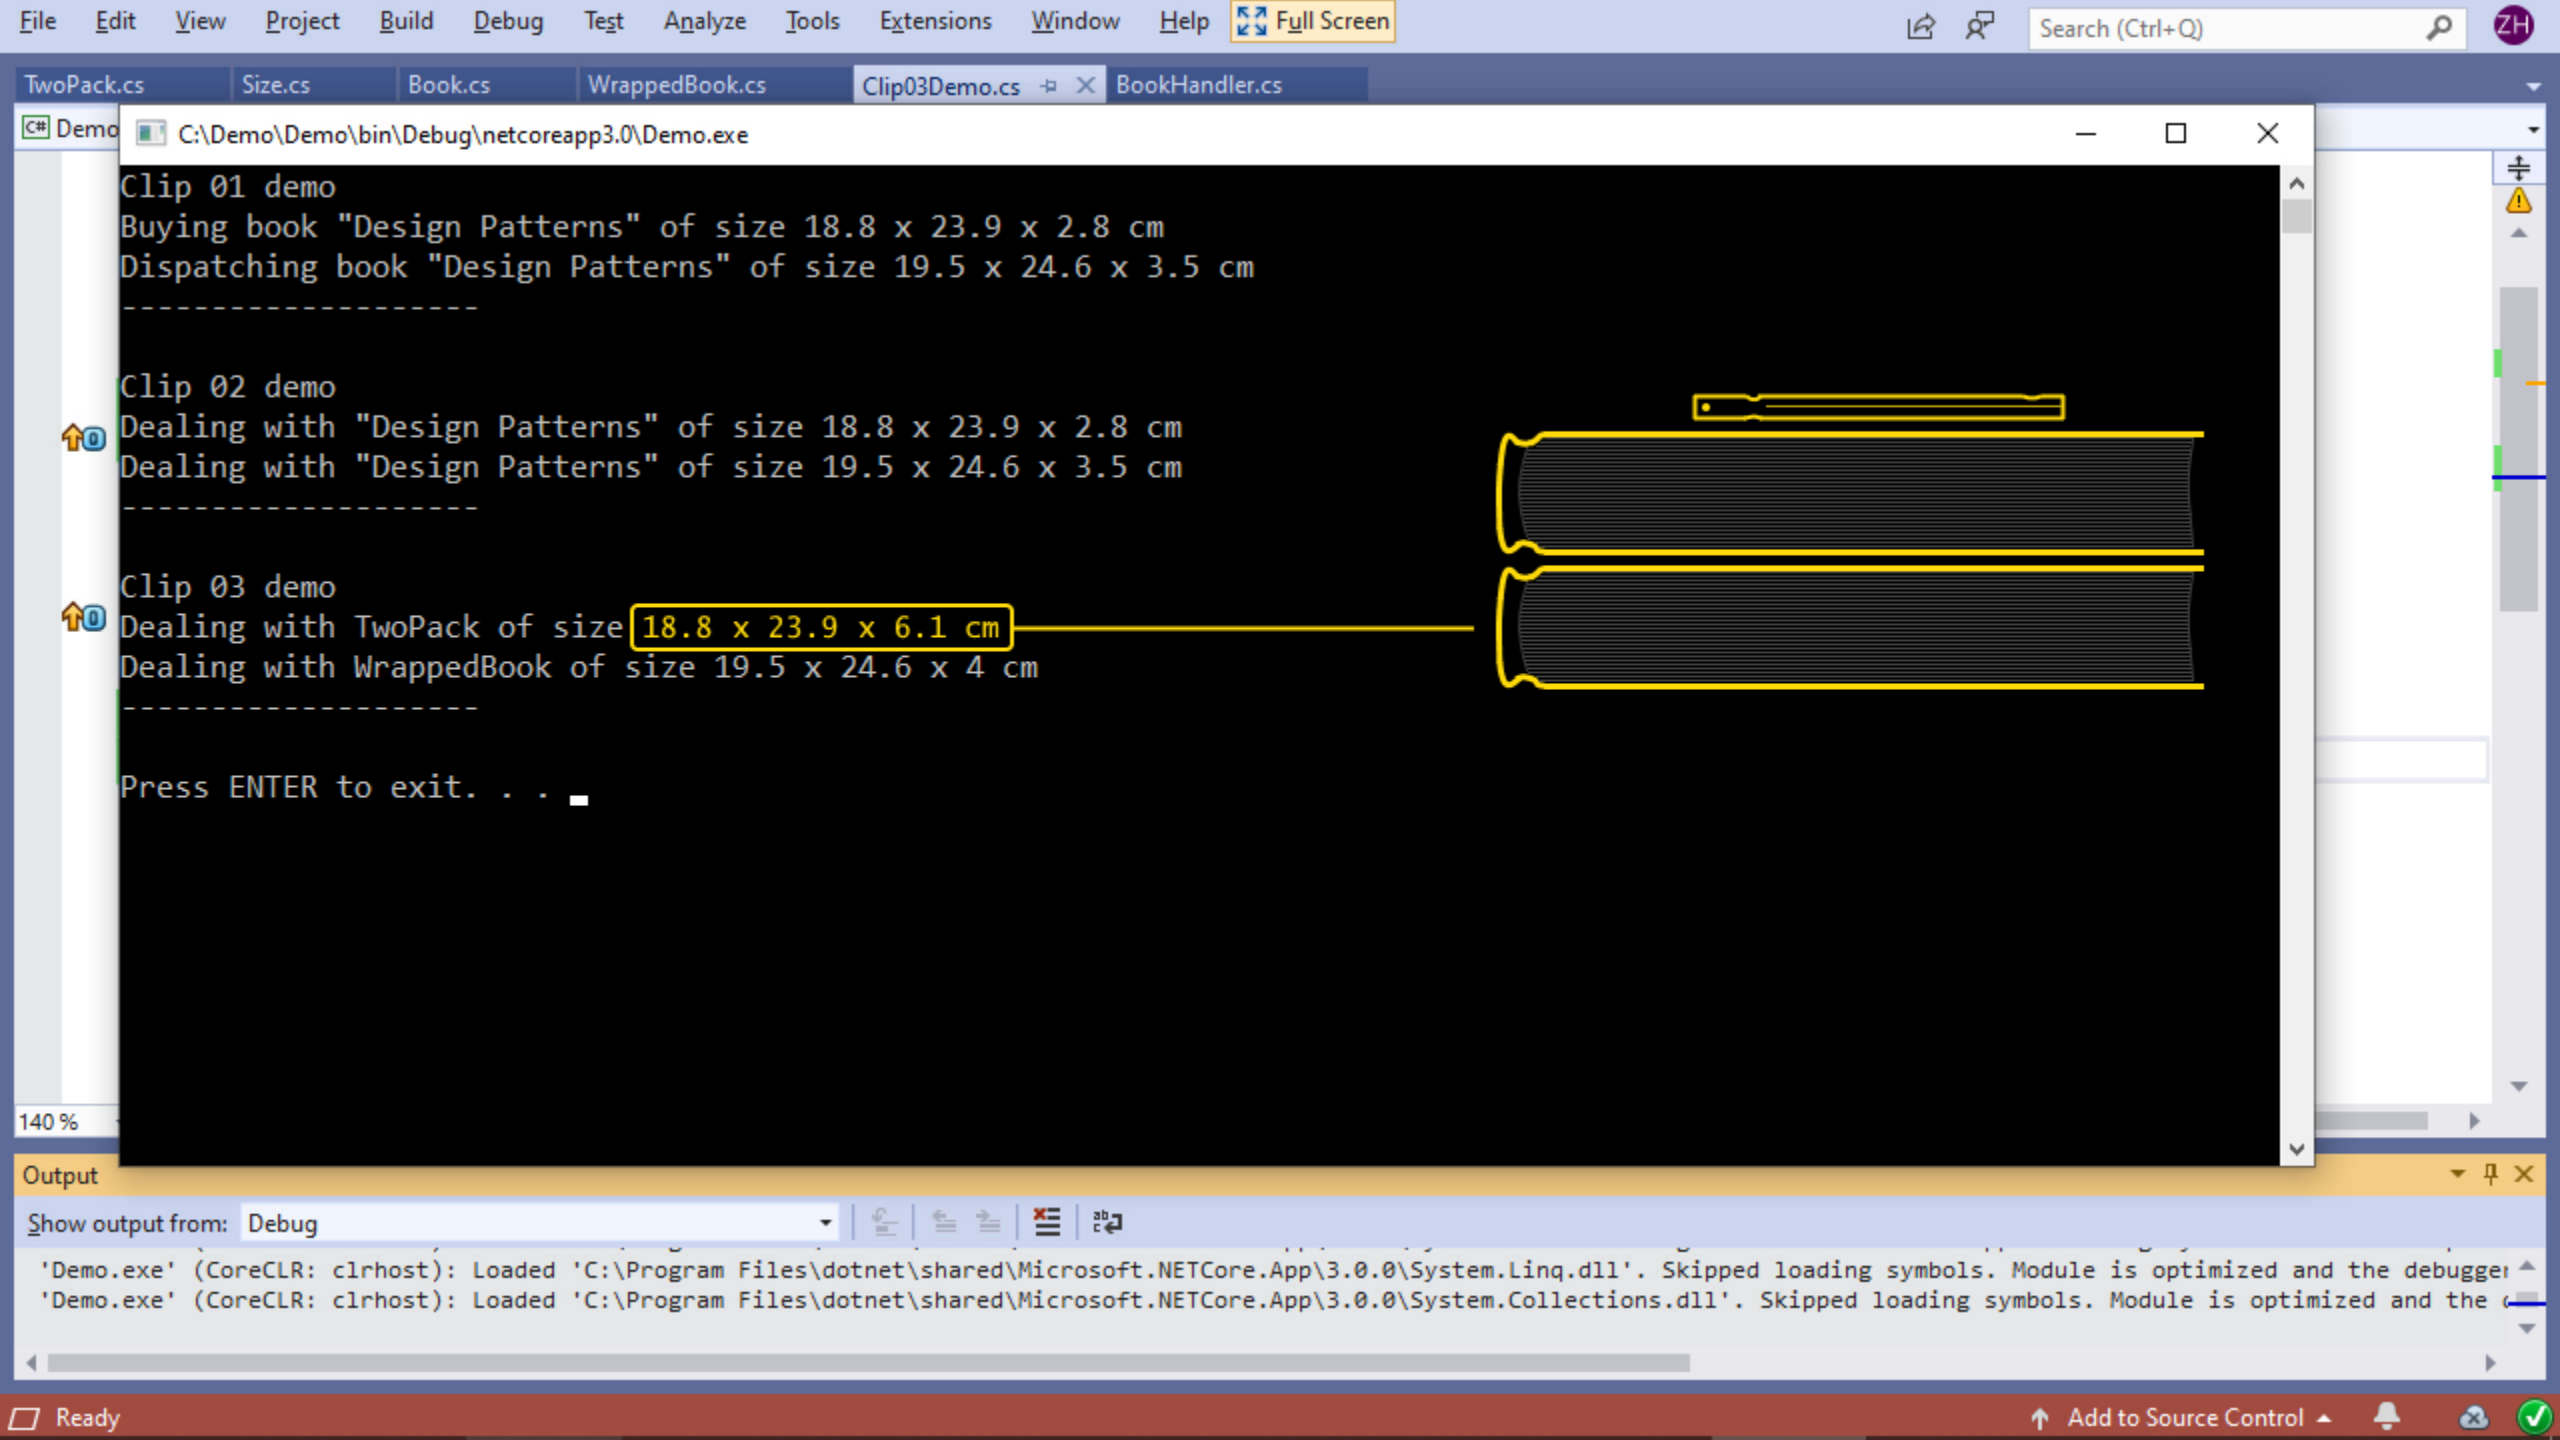 File Edit View Project Build Debug Test Analyze Tools Extensions Window Help Full Screen Search (Ctrl+Q) ZH
TwoPack.cs Size.cs Book.cs WrappedBook.cs Clip03Demo.cs BookHandler.cs
C# Demo
C:\Demo\Demo\bin\Debug\netcoreapp3.0\Demo.exe
Clip 01 demo
Buying book "Design Patterns" of size 18.8 x 23.9 x 2.8 cm
Dispatching book "Design Patterns" of size 19.5 x 24.6 x 3.5 cm
--------------------
Clip 02 demo
Dealing with "Design Patterns" of size 18.8 x 23.9 x 2.8 cm
Dealing with "Design Patterns" of size 19.5 x 24.6 x 3.5 cm
--------------------
Clip 03 demo
Dealing with TwoPack of size 18.8 x 23.9 x 6.1 cm
Dealing with WrappedBook of size 19.5 x 24.6 x 4 cm
--------------------
Press ENTER to exit. . .
140 %
Output
Show output from: Debug
'Demo.exe' (CoreCLR: clrhost): Loaded 'C:\Program Files\dotnet\shared\Microsoft.NETCore.App\3.0.0\System.Linq.dll'. Skipped loading symbols. Module is optimized and the debugger
'Demo.exe' (CoreCLR: clrhost): Loaded 'C:\Program Files\dotnet\shared\Microsoft.NETCore.App\3.0.0\System.Collections.dll'. Skipped loading symbols. Module is optimized and the
Ready Add to Source Control